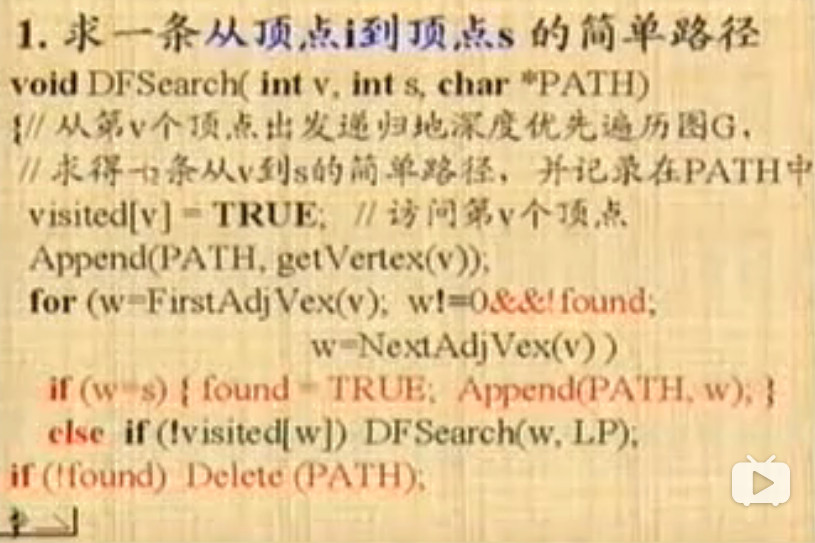 1. 求一条从顶点i到顶点s 的简单路径
void DFSearch( int v, int s, char *PATH)
{// 从第v个顶点出发递归地深度优先遍历图G,
// 求得一条从v到s的简单路径, 并记录在PATH中
visited[v] = TRUE; // 访问第v个顶点
Append(PATH, getVertex(v));
for (w=FirstAdjVex(v); w!=0&&!found;
w=NextAdjVex(v) )
if (w=s) { found = TRUE; Append(PATH, w); }
else if (!visited[w]) DFSearch(w, LP);
if (!found) Delete (PATH);
}